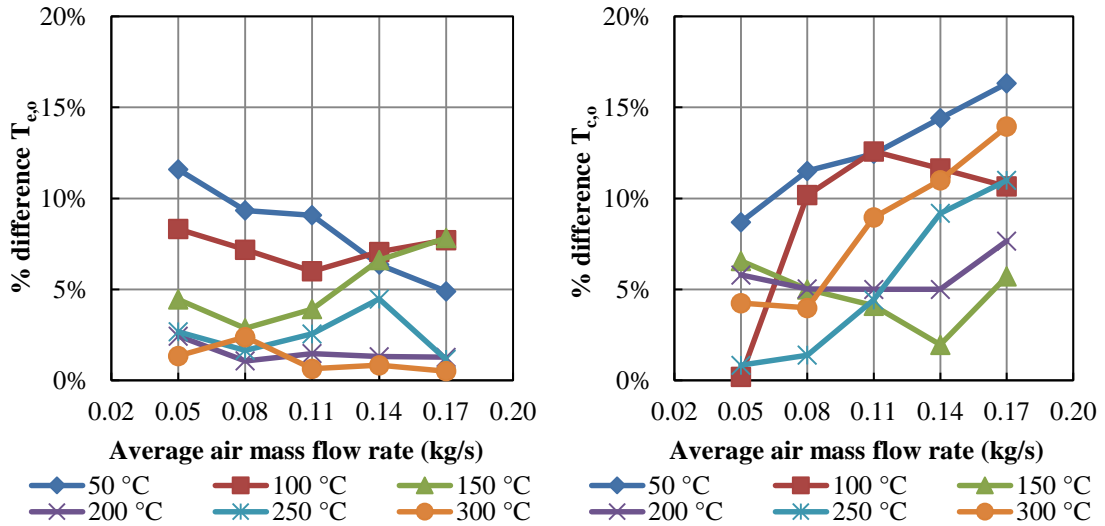 20%
15%
10%
5%
0%
% difference T e,o
0.02 0.05 0.08 0.11 0.14 0.17 0.20
Average air mass flow rate (kg/s)
50 °C 100 °C 150 °C
200 °C 250 °C 300 °C
20%
15%
10%
5%
0%
% difference T c,o
0.02 0.05 0.08 0.11 0.14 0.17 0.20
Average air mass flow rate (kg/s)
50 °C 100 °C 150 °C
200 °C 250 °C 300 °C